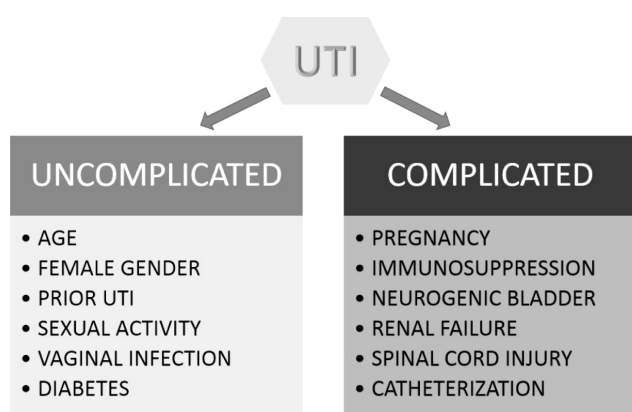 UTI
UNCOMPLICATED
• AGE
• FEMALE GENDER
• PRIOR UTI
• SEXUAL ACTIVITY
• VAGINAL INFECTION
• DIABETES
COMPLICATED
• PREGNANCY
• IMMUNOSUPPRESSION
• NEUROGENIC BLADDER
• RENAL FAILURE
• SPINAL CORD INJURY
• CATHETERIZATION